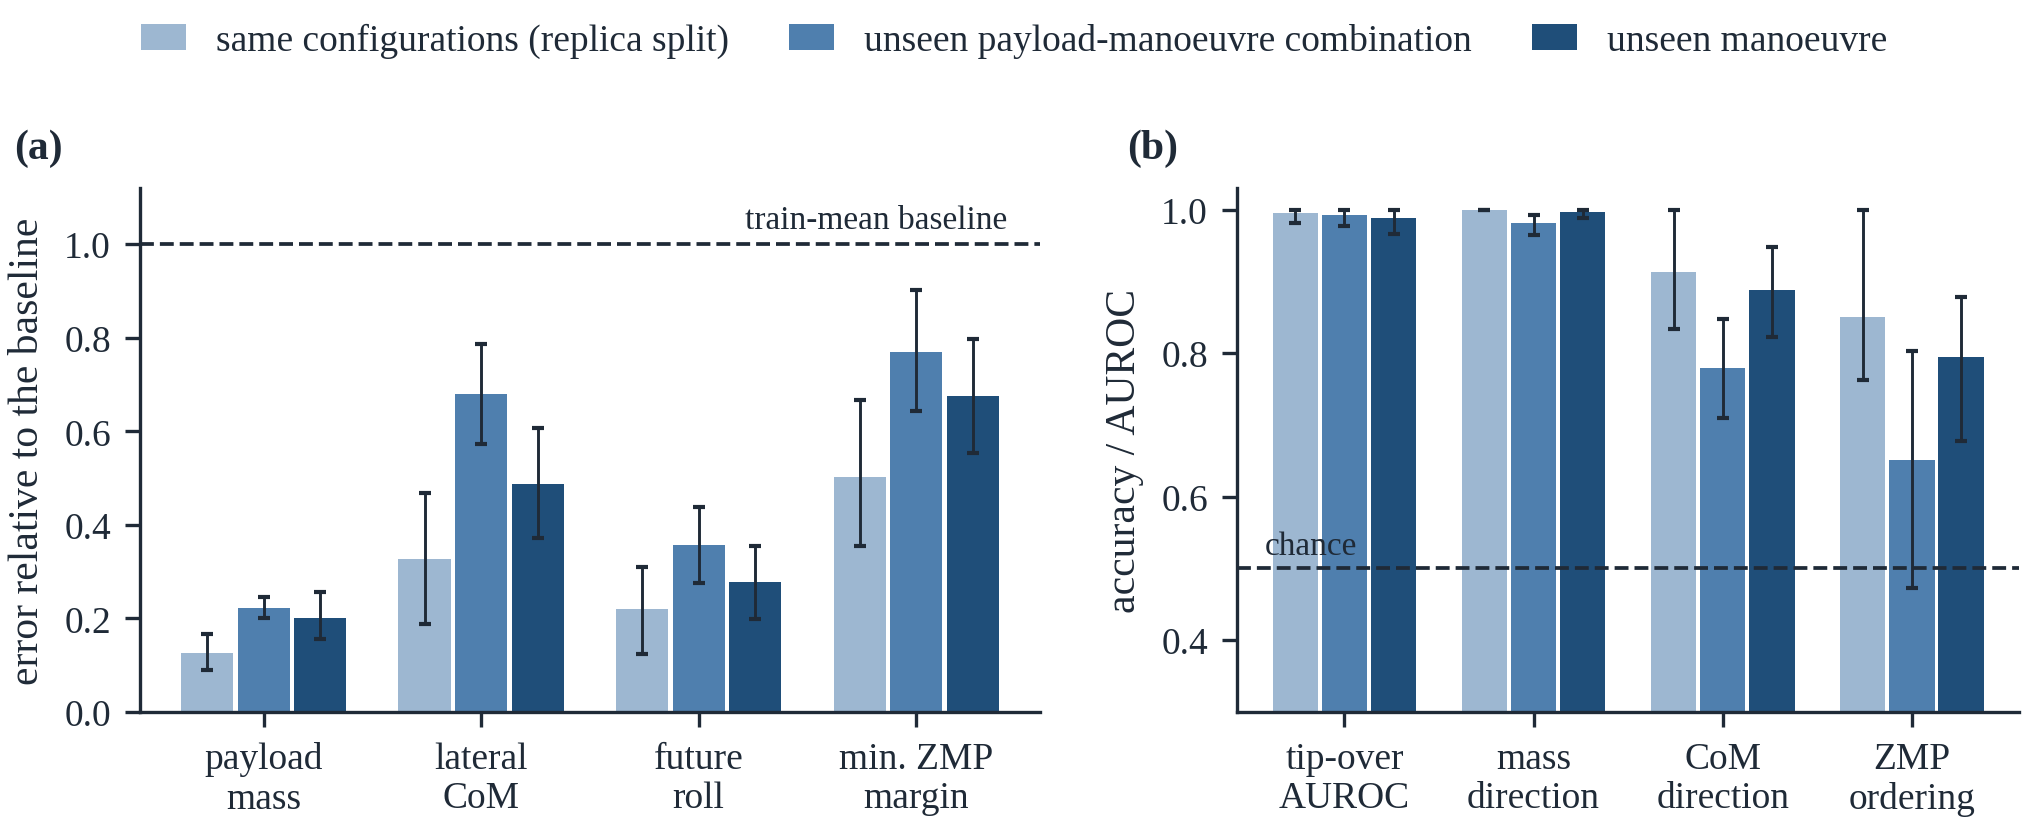 same configurations (replica split)
unseen payload-manoeuvre combination
unseen manoeuvre
(a)
error relative to the baseline
1.0
0.8
0.6
0.4
0.2
0.0
train-mean baseline
payload
mass
lateral
CoM
future
roll
min. ZMP
margin
(b)
accuracy / AUROC
1.0
0.8
0.6
0.4
chance
tip-over
AUROC
mass
direction
CoM
direction
ZMP
ordering